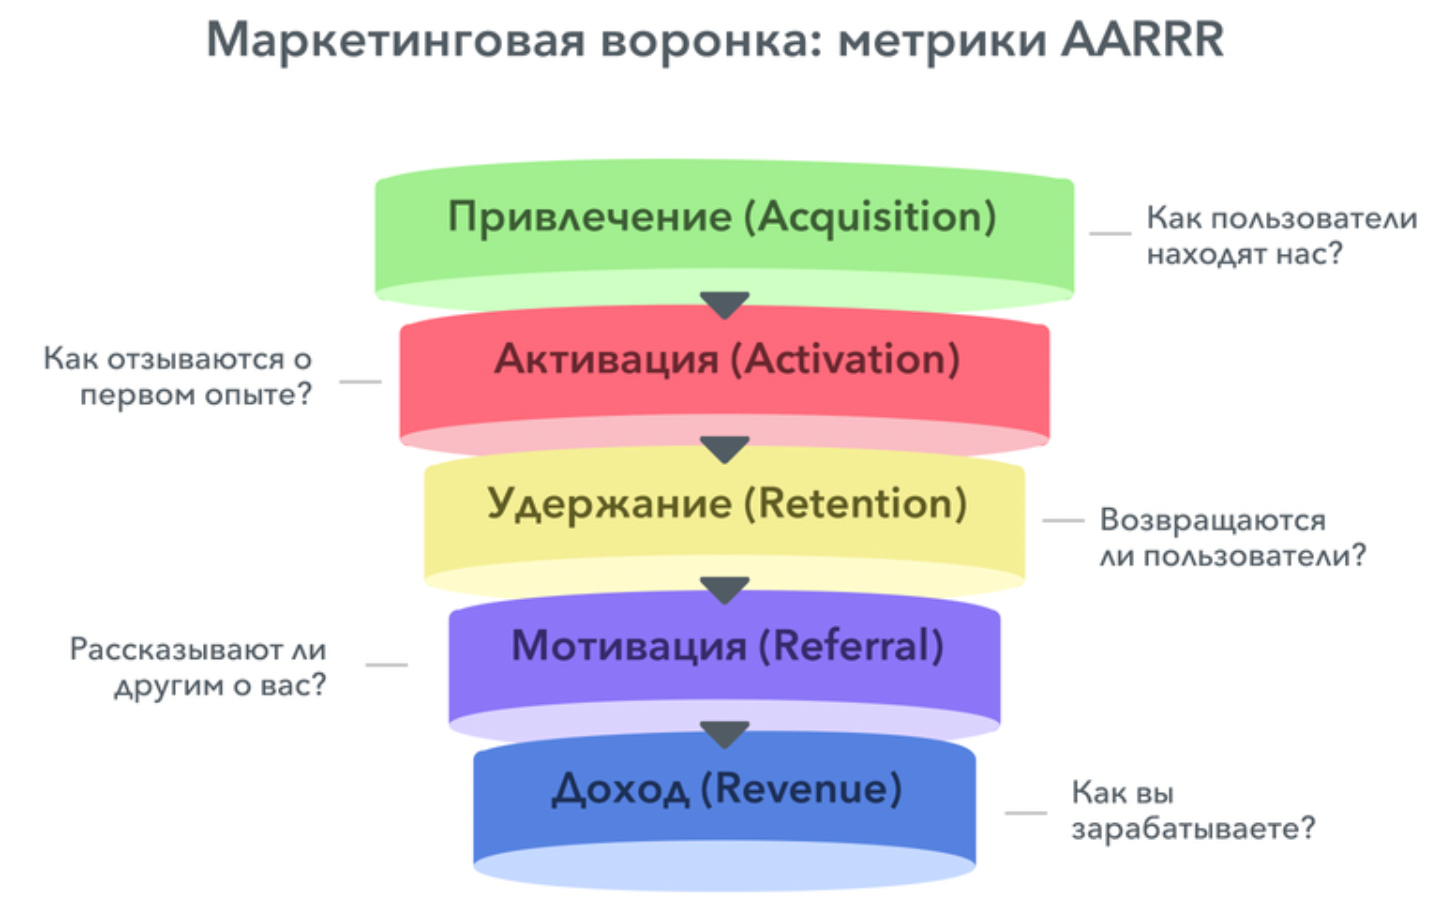 Маркетинговая воронка: метрики AARRR
Привлечение (Acquisition)
Как пользователи
находят нас?
Активация (Activation)
Как отзываются о
первом опыте?
Удержание (Retention)
Возвращаются
ли пользователи?
Мотивация (Referral)
Рассказывают ли
другим о вас?
Доход (Revenue)
Как вы
зарабатываете?